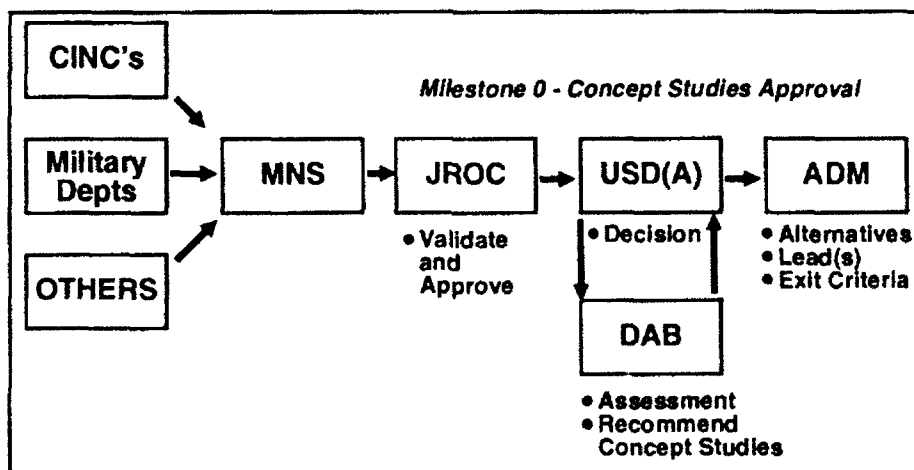 CINC's
Milestone 0 - Concept Studies Approval
Military
Depts
MNS
JROC
USD(A)
ADM
• Validate
and
Approve
• Decision
• Alternatives
• Lead(s)
• Exit Criteria
OTHERS
DAB
• Assessment
• Recommend
Concept Studies